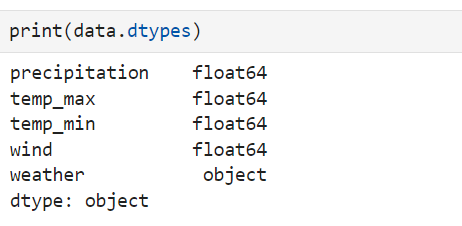 print(data.dtypes)
precipitation    float64
temp_max         float64
temp_min         float64
wind             float64
weather           object
dtype: object